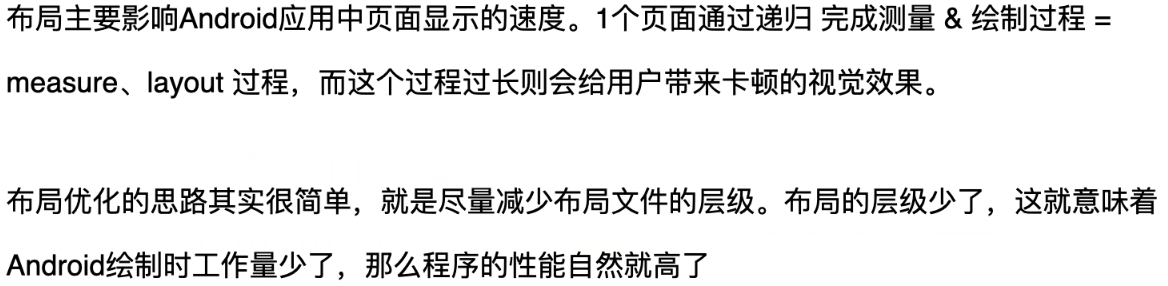 布局主要影响Android应用中页面显示的速度。1个页面通过递归 完成测量 & 绘制过程 =
measure、layout 过程，而这个过程过长则会给用户带来卡顿的视觉效果。
布局优化的思路其实很简单，就是尽量减少布局文件的层级。布局的层级少了，这就意味着
Android绘制时工作量少了，那么程序的性能自然就高了